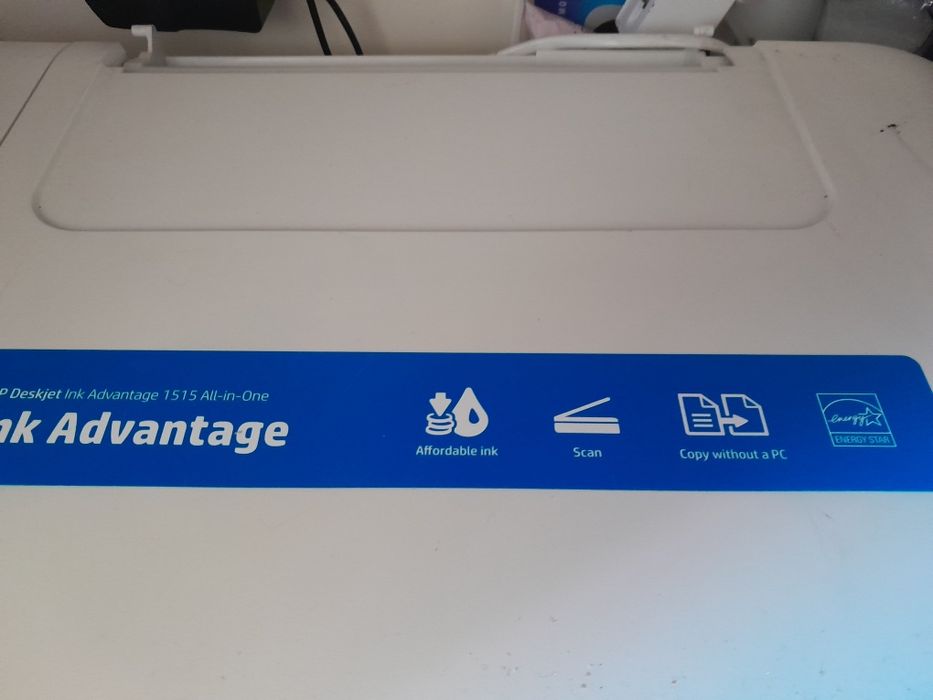 P Deskjet Ink Advantage 1515 All-in-One
nk Advantage
Affordable ink
Scan
Copy without a PC
energy
ENERGY STAR